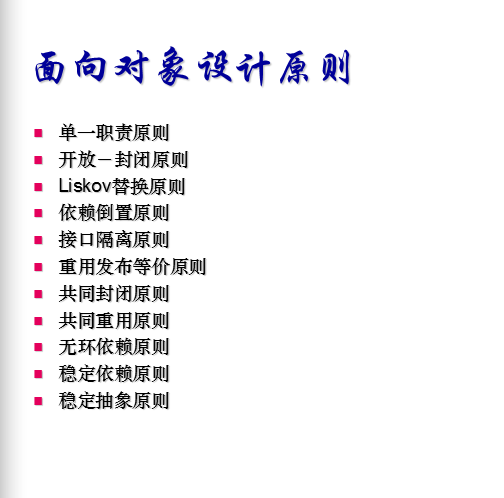 面向对象设计原则
单一职责原则
开放－封闭原则
Liskov替换原则
依赖倒置原则
接口隔离原则
重用发布等价原则
共同封闭原则
共同重用原则
无环依赖原则
稳定依赖原则
稳定抽象原则